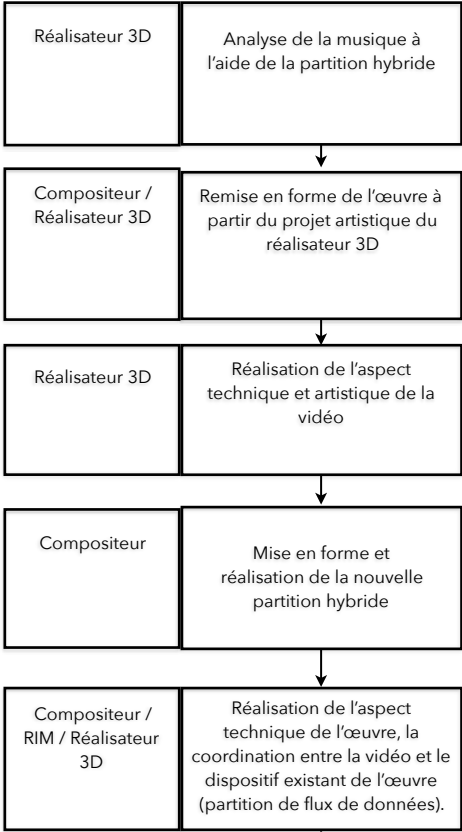 Réalisateur 3D
Analyse de la musique à
l'aide de la partition hybride
Compositeur /
Réalisateur 3D
Remise en forme de l'œuvre à
partir du projet artistique du
réalisateur 3D
Réalisateur 3D
Réalisation de l'aspect
technique et artistique de la
vidéo
Compositeur
Mise en forme et
réalisation de la nouvelle
partition hybride
Compositeur /
RIM / Réalisateur
3D
Réalisation de l'aspect
technique de l'œuvre, la
coordination entre la vidéo et le
dispositif existant de l'œuvre
(partition de flux de données).